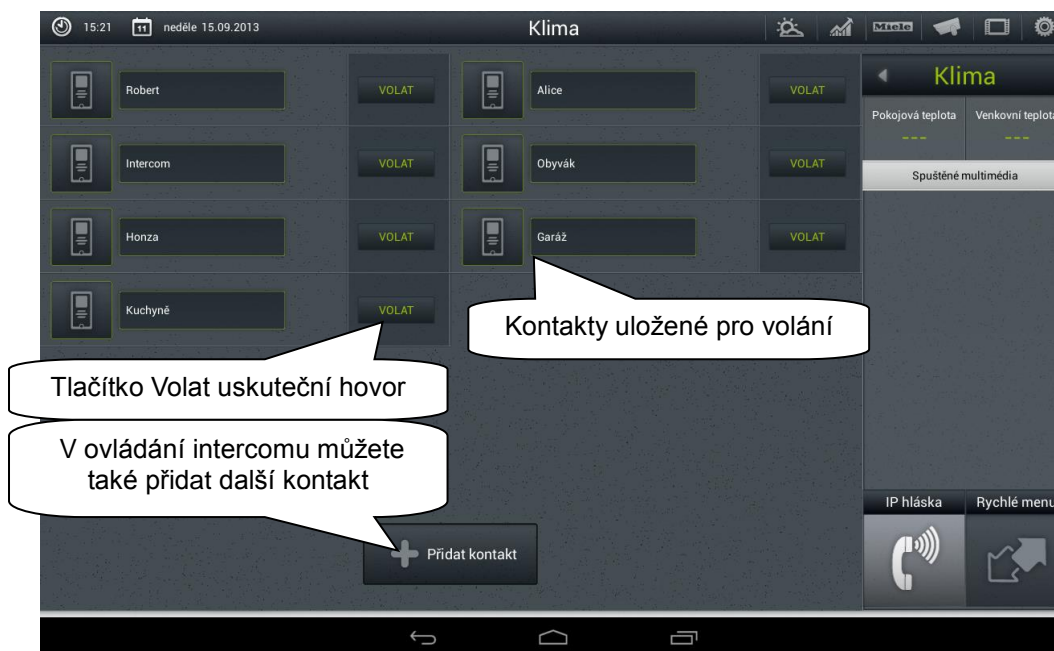 15:21 11 neděle 15.09.2013 Klima Miele
Robert VOLAT Alice VOLAT
Intercom VOLAT Obyvák VOLAT
Honza VOLAT Garáž VOLAT
Kuchyně VOLAT
Kontakty uložené pro volání
Tlačítko Volat uskuteční hovor
V ovládání intercomu můžete
také přidat další kontakt
Přidat kontakt
Klima
Pokojová teplota Venkovní teplota
--- ---
Spuštěné multimédia
IP hláska Rychlé menu